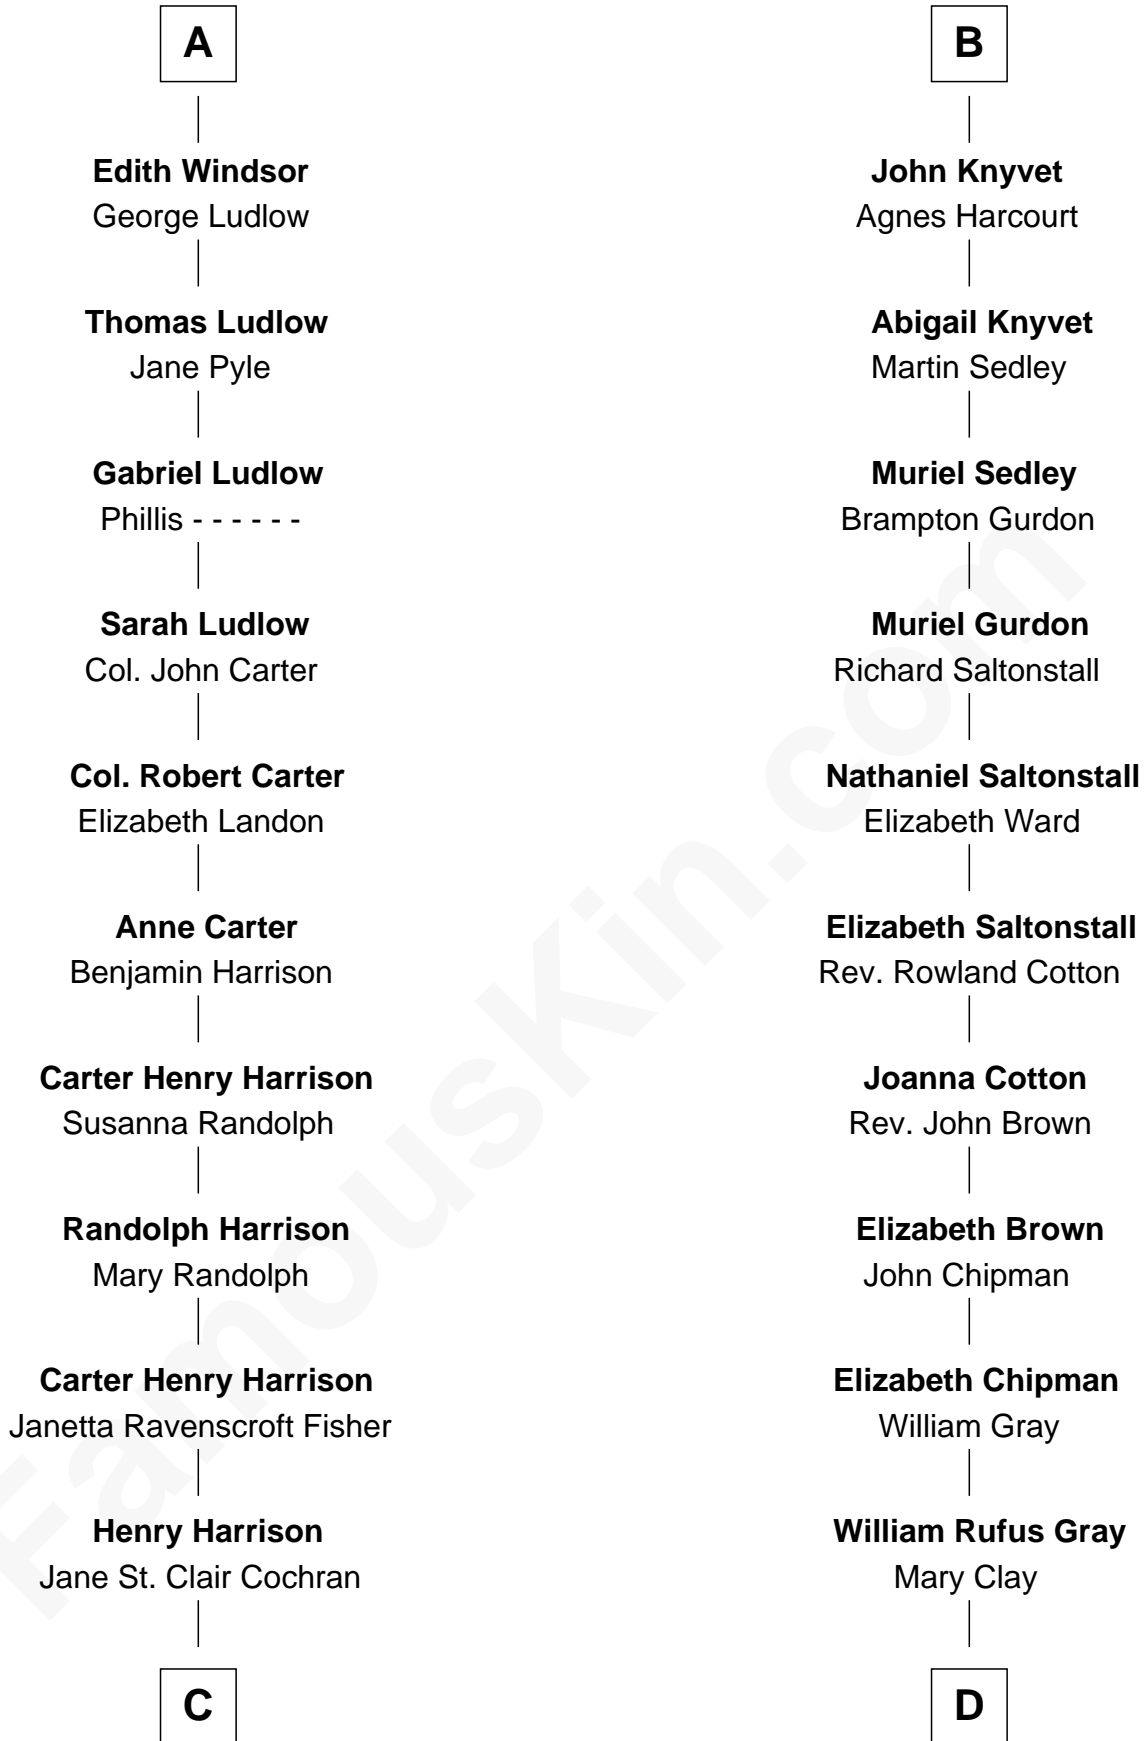 A
Edith Windsor
George Ludlow
Thomas Ludlow
Jane Pyle
Gabriel Ludlow
Phillis - - - - - -
Sarah Ludlow
Col. John Carter
Col. Robert Carter
Elizabeth Landon
Anne Carter
Benjamin Harrison
Carter Henry Harrison
Susanna Randolph
Randolph Harrison
Mary Randolph
Carter Henry Harrison
Janetta Ravenscroft Fisher
Henry Harrison
Jane St. Clair Cochran
C
B
John Knyvet
Agnes Harcourt
Abigail Knyvet
Martin Sedley
Muriel Sedley
Brampton Gurdon
Muriel Gurdon
Richard Saltonstall
Nathaniel Saltonstall
Elizabeth Ward
Elizabeth Saltonstall
Rev. Rowland Cotton
Joanna Cotton
Rev. John Brown
Elizabeth Brown
John Chipman
Elizabeth Chipman
William Gray
William Rufus Gray
Mary Clay
D
FamousKin.com